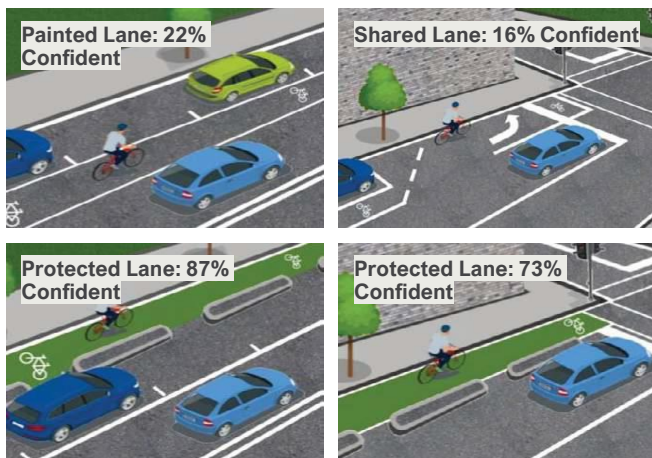 Painted Lane: 22%
Confident
Shared Lane: 16% Confident
Protected Lane: 87%
Confident
Protected Lane: 73%
Confident